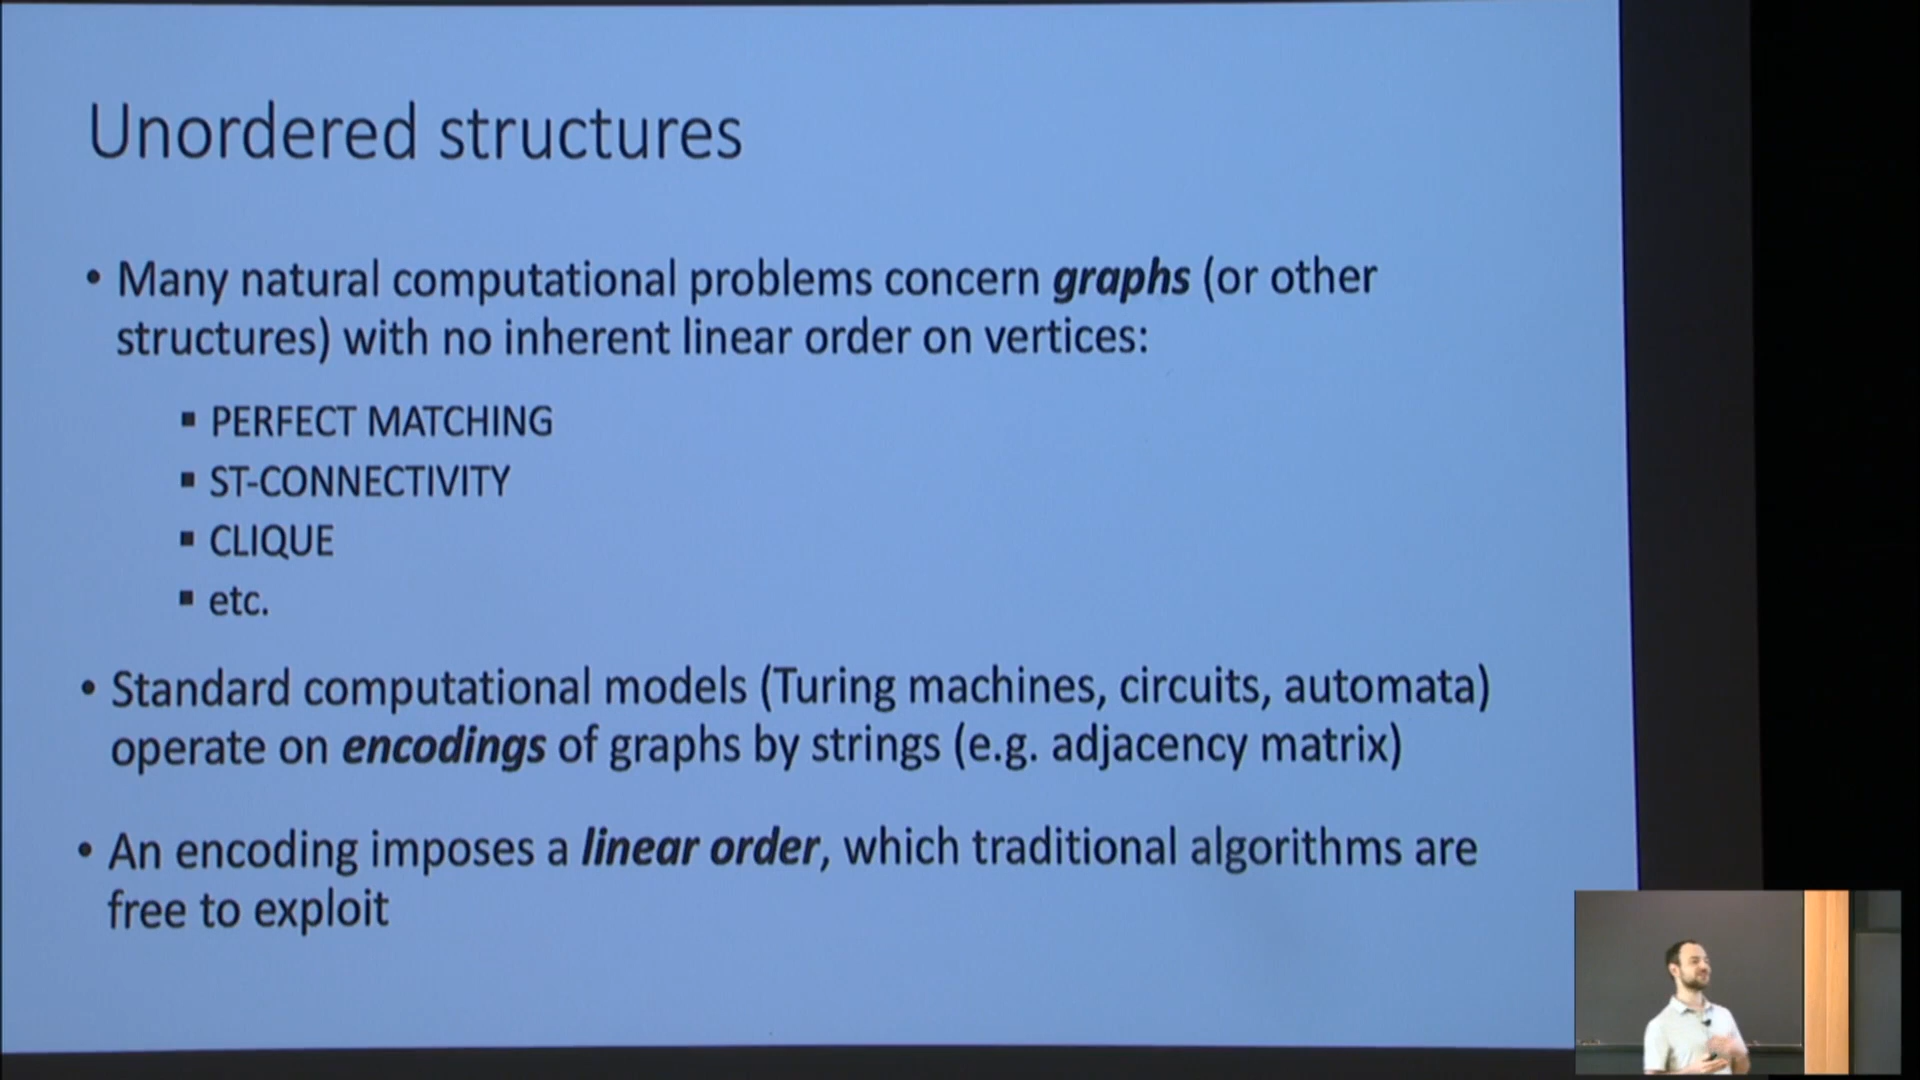 Unordered structures
• Many natural computational problems concern graphs (or other
structures) with no inherent linear order on vertices:
▪ PERFECT MATCHING
▪ ST-CONNECTIVITY
▪ CLIQUE
▪ etc.
• Standard computational models (Turing machines, circuits, automata)
operate on encodings of graphs by strings (e.g. adjacency matrix)
• An encoding imposes a linear order, which traditional algorithms are
free to exploit